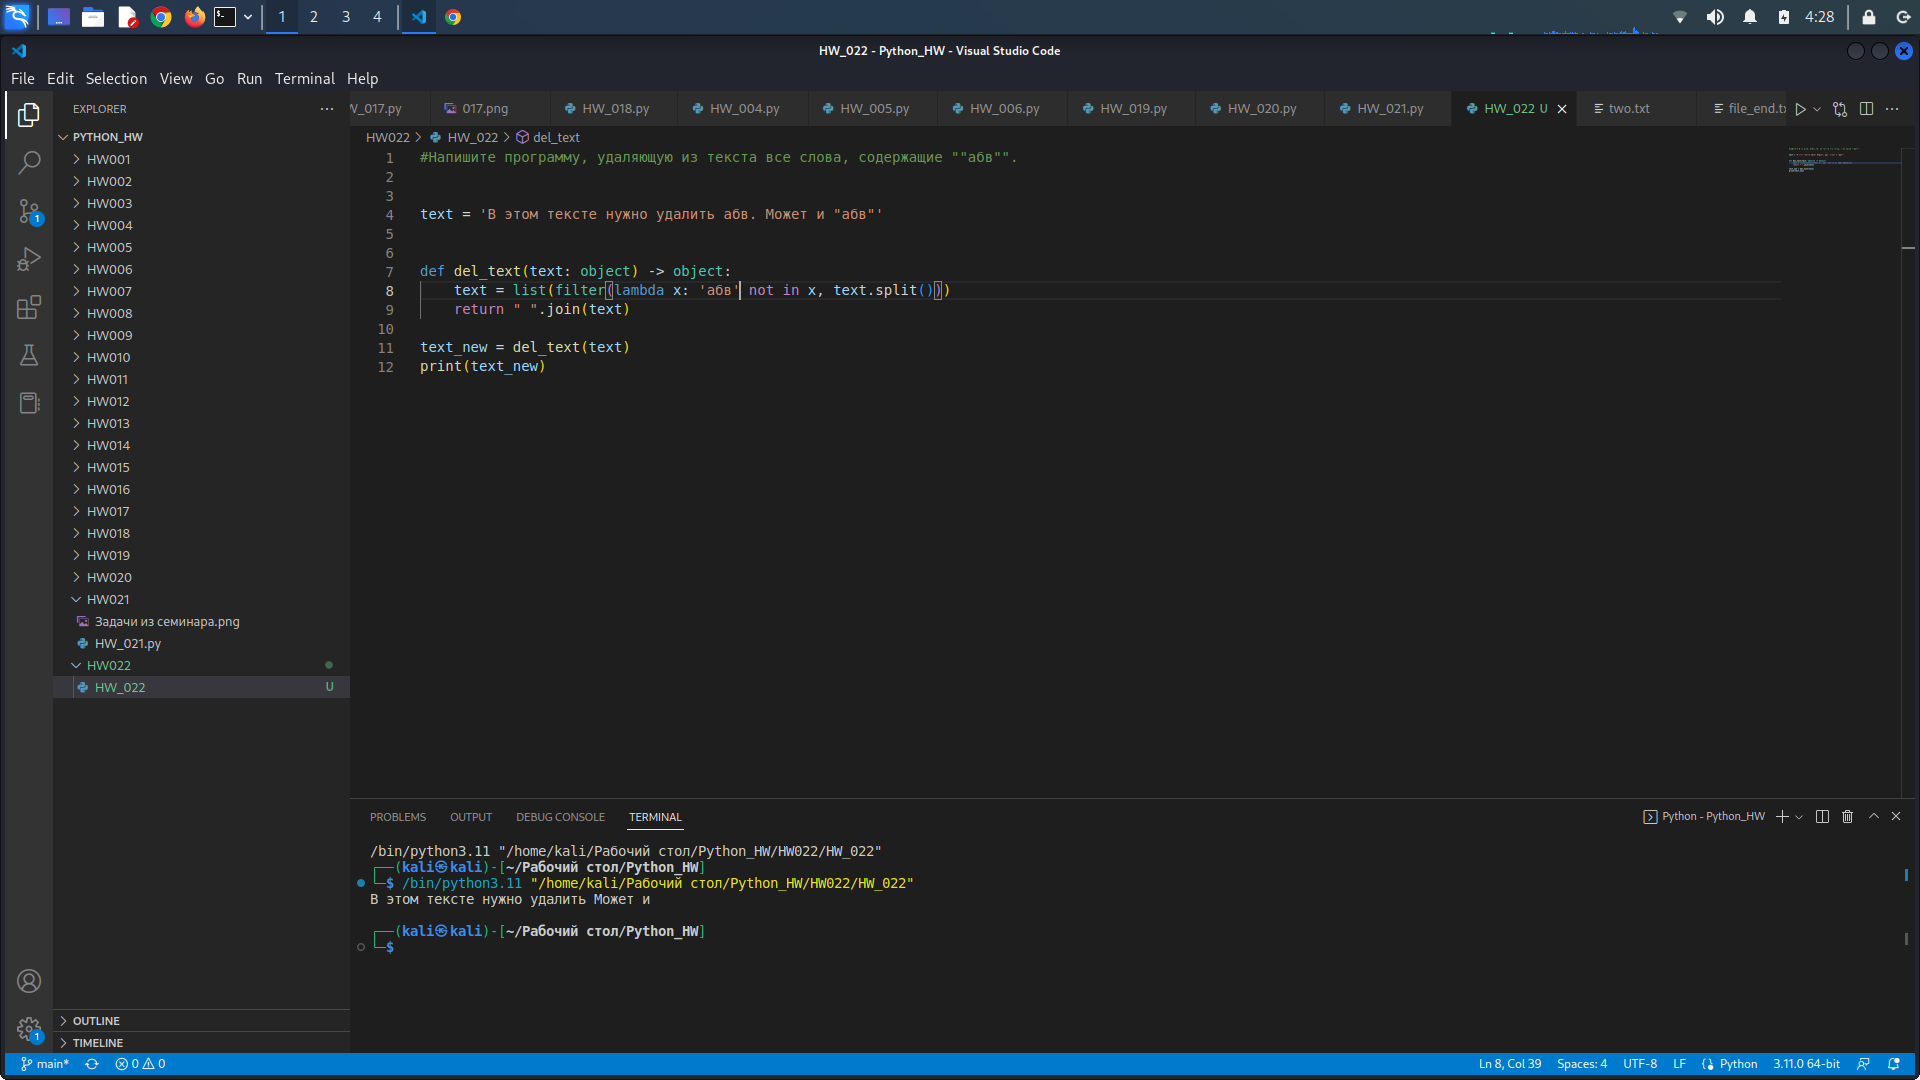 1 2 3 4
4:28
HW_022 - Python_HW - Visual Studio Code
File Edit Selection View Go Run Terminal Help
EXPLORER
PYTHON_HW
HW001
HW002
HW003
HW004
HW005
HW006
HW007
HW008
HW009
HW010
HW011
HW012
HW013
HW014
HW015
HW016
HW017
HW018
HW019
HW020
HW021
Задачи из семинара.png
HW_021.py
HW022
HW_022 U
OUTLINE
TIMELINE
W_017.py 017.png HW_018.py HW_004.py HW_005.py HW_006.py HW_019.py HW_020.py HW_021.py HW_022 U two.txt file_end.tx
HW022 > HW_022 > del_text
1 #Напишите программу, удаляющую из текста все слова, содержащие ""абв"".
2
3
4 text = 'В этом тексте нужно удалить абв. Может и "абв"'
5
6
7 def del_text(text: object) -> object:
8 text = list(filter(lambda x: 'абв' not in x, text.split()))
9 return " ".join(text)
10
11 text_new = del_text(text)
12 print(text_new)
PROBLEMS OUTPUT DEBUG CONSOLE TERMINAL
Python - Python_HW
/bin/python3.11 "/home/kali/Рабочий стол/Python_HW/HW022/HW_022"
┌──(kali㉿kali)-[~/Рабочий стол/Python_HW]
└─$ /bin/python3.11 "/home/kali/Рабочий стол/Python_HW/HW022/HW_022"
В этом тексте нужно удалить Может и
┌──(kali㉿kali)-[~/Рабочий стол/Python_HW]
└─$
main* 0 0
Ln 8, Col 39 Spaces: 4 UTF-8 LF Python 3.11.0 64-bit